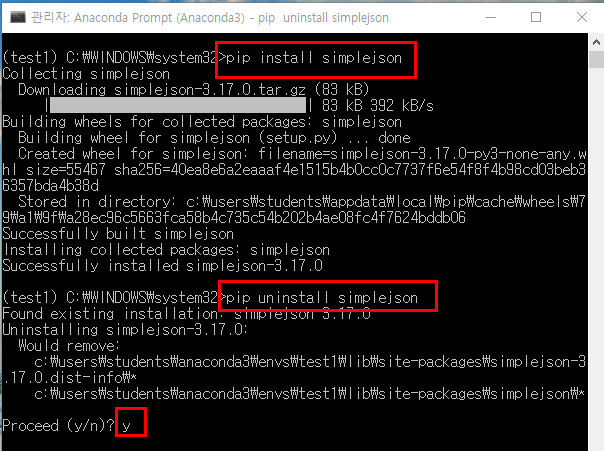 관리자: Anaconda Prompt (Anaconda3) - pip uninstall simplejson
(test1) C:\WINDOWS\system32>pip install simplejson
Collecting simplejson
  Downloading simplejson-3.17.0.tar.gz (83 kB)
     |████████████████████████████████| 83 kB 392 kB/s
Building wheels for collected packages: simplejson
  Building wheel for simplejson (setup.py) ... done
  Created wheel for simplejson: filename=simplejson-3.17.0-py3-none-any.w
hl size=55467 sha256=40ea8e6a2eaaaf4e1515b4b0cc0c7737f6e54f8f4b98cd03beb3
6357bda4b38d
  Stored in directory: c:₩users₩students₩appdata₩local₩pip₩cache₩wheels₩7
9₩a1₩9f₩a28ec96c5663fca58b4c735c54b202b4ae08fc4f7624bddb06
Successfully built simplejson
Installing collected packages: simplejson
Successfully installed simplejson-3.17.0
(test1) C:₩WINDOWS₩system32>pip uninstall simplejson
Found existing installation: simplejson 3.17.0
Uninstalling simplejson-3.17.0:
  Would remove:
    c:₩users₩students₩anaconda3₩envs₩test1₩lib₩site-packages₩simplejson-3
.17.0.dist-info₩*
    c:₩users₩students₩anaconda3₩envs₩test1₩lib₩site-packages₩simplejson₩*
Proceed (y/n)? y